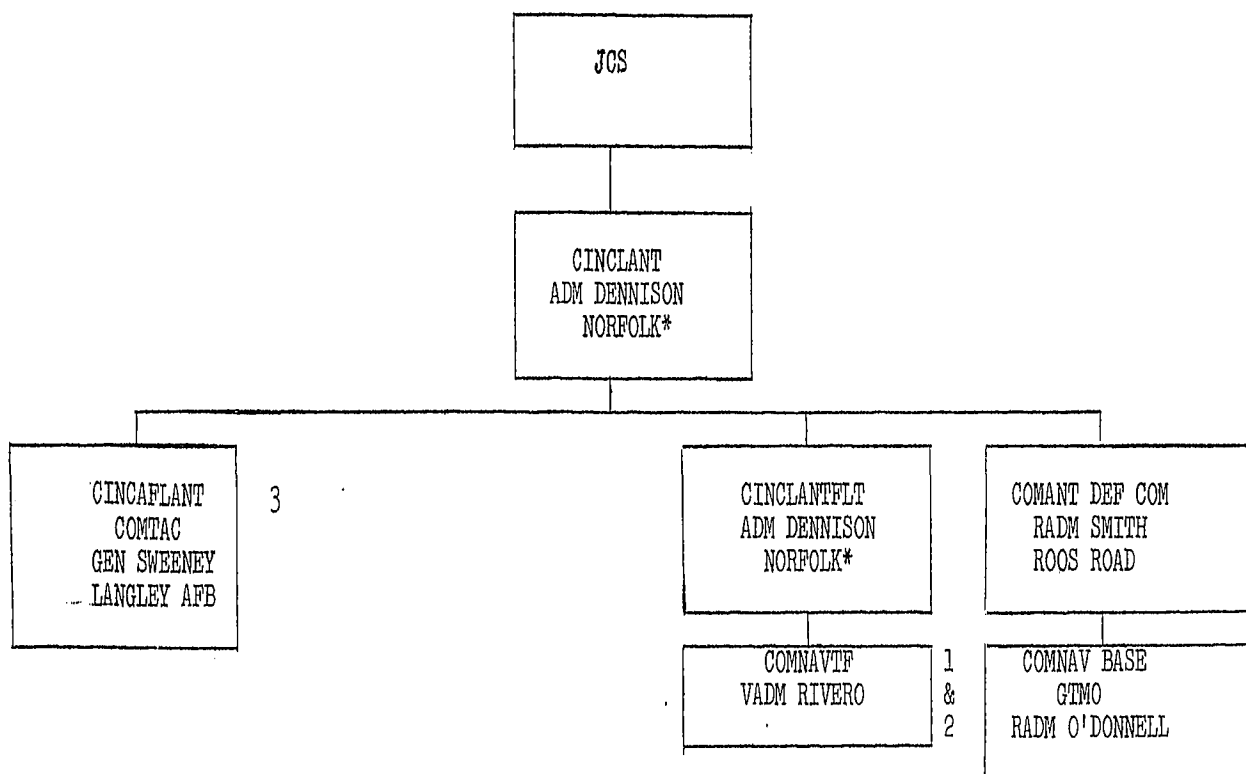 JCS
CINCLANT
ADM DENNISON
NORFOLK*
CINCAFLANT
COMTAC
GEN SWEENEY
LANGLEY AFB
3
CINCLANTFLT
ADM DENNISON
NORFOLK*
COMANT DEF COM
RADM SMITH
ROOS ROAD
COMNAVTF
VADM RIVERO
1
&
2
COMNAV BASE
GTMO
RADM O'DONNELL